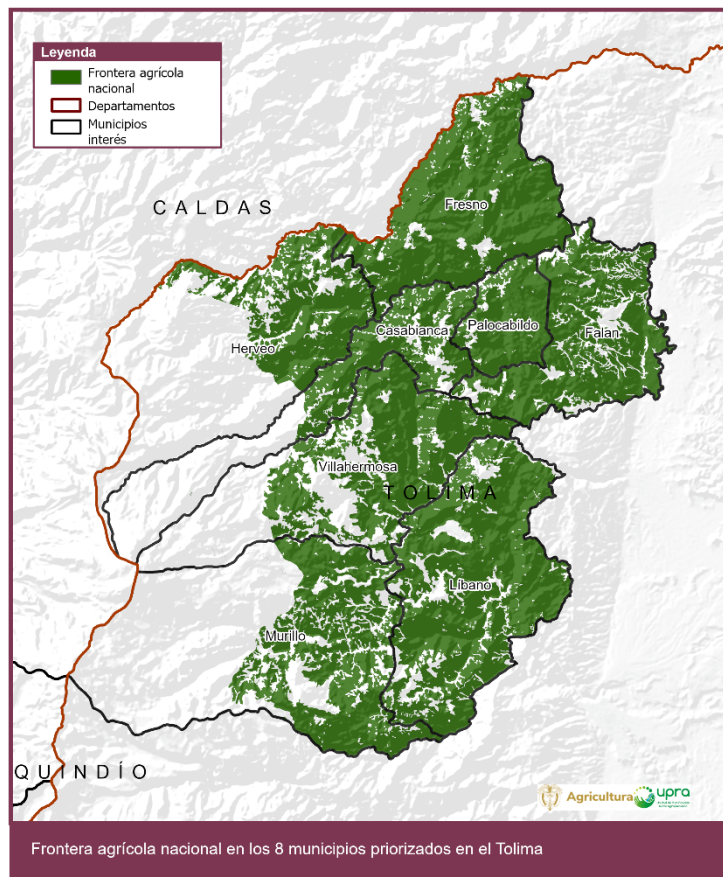 Leyenda
Frontera agrícola
nacional
Departamentos
Municipios
interés
CALDAS
Fresno
Casabianca
Palocabildo
Falan
Herveo
Villahermosa
TOLIMA
Líbano
Murillo
QUINDÍO
Agricultura
upra
Frontera agrícola nacional en los 8 municipios priorizados en el Tolima